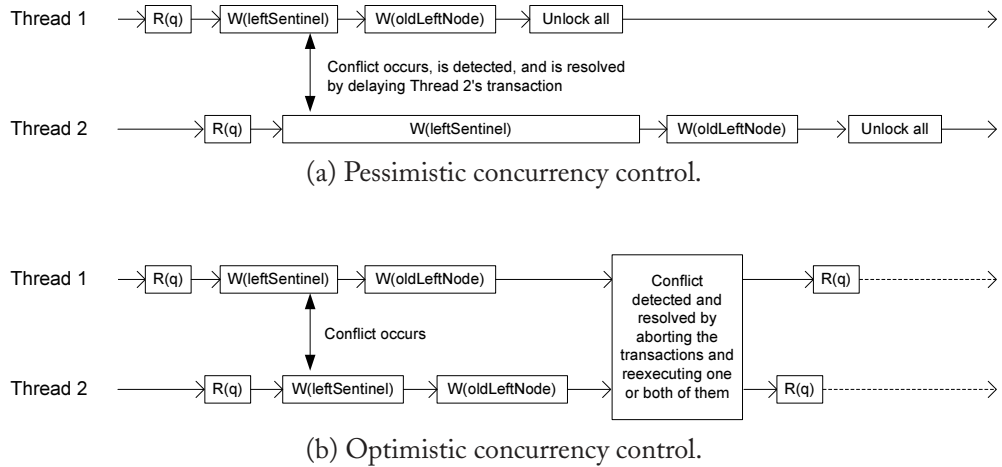 Thread 1
R(q)
W(leftSentinel)
W(oldLeftNode)
Unlock all
Conflict occurs, is detected, and is resolved
by delaying Thread 2's transaction
Thread 2
R(q)
W(leftSentinel)
W(oldLeftNode)
Unlock all
(a) Pessimistic concurrency control.
Thread 1
R(q)
W(leftSentinel)
W(oldLeftNode)
Conflict
detected and
resolved by
aborting the
transactions and
reexecuting one
or both of them
R(q)
Conflict occurs
Thread 2
R(q)
W(leftSentinel)
W(oldLeftNode)
R(q)
(b) Optimistic concurrency control.